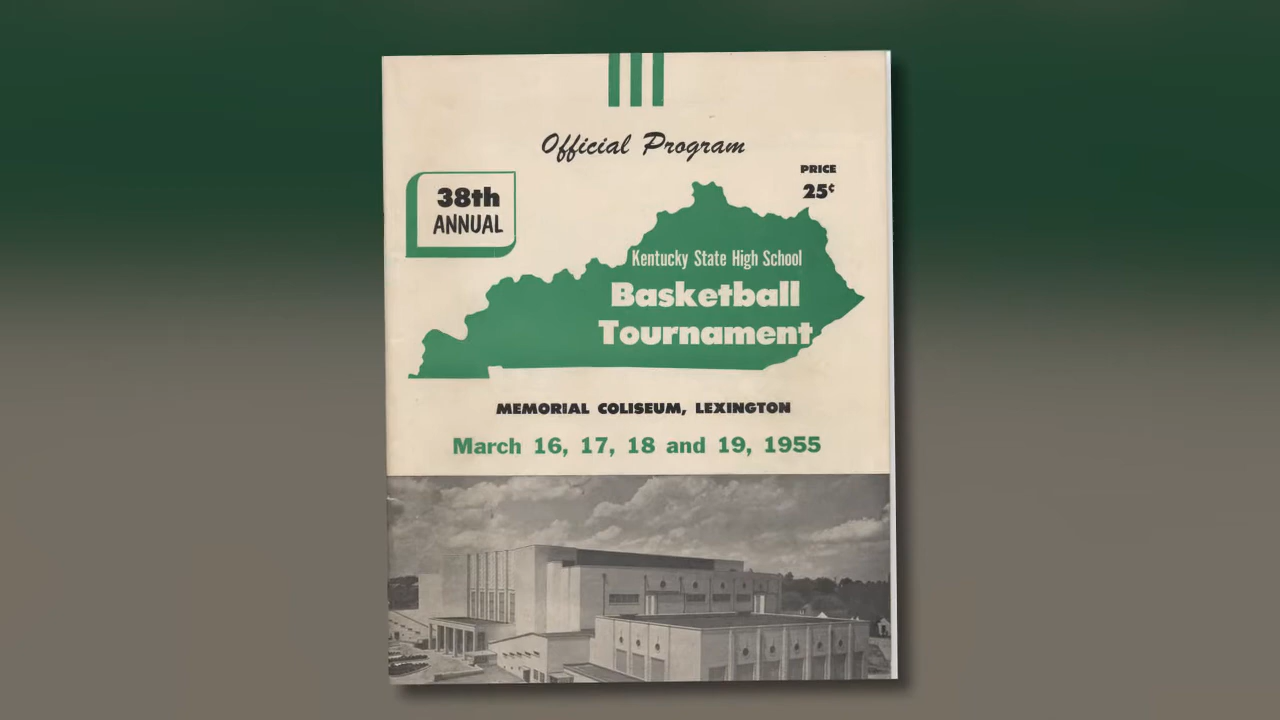 Official Program
PRICE
25¢
38th
ANNUAL
Kentucky State High School
Basketball
Tournament
MEMORIAL COLISEUM, LEXINGTON
March 16, 17, 18 and 19, 1955